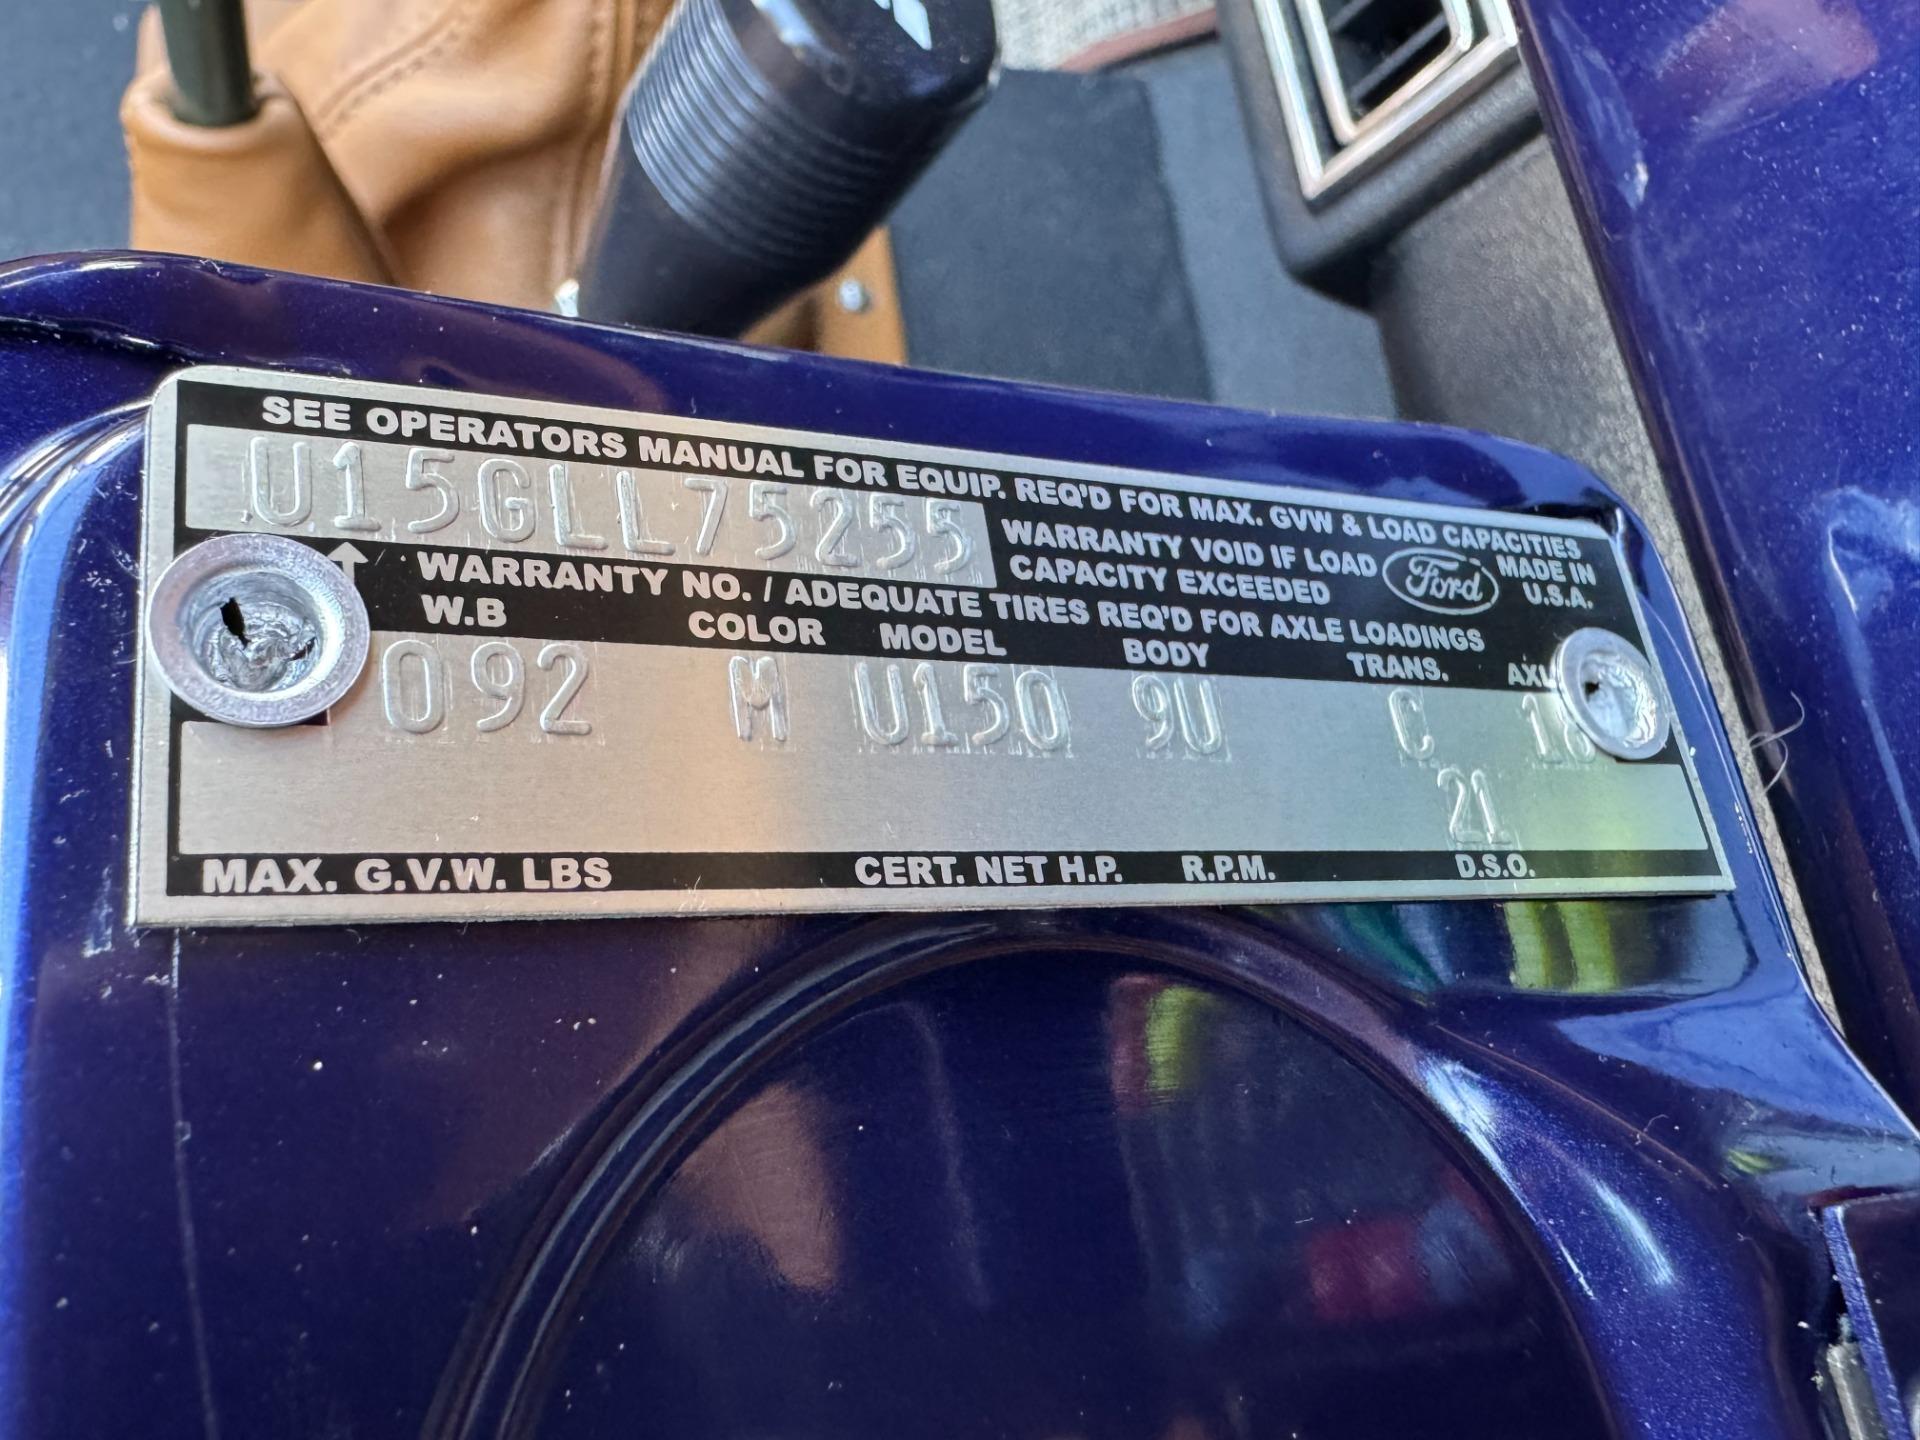 SEE OPERATORS MANUAL FOR EQUIP. REQ'D FOR MAX. GVW & LOAD CAPACITIES
U15GLL75255
WARRANTY VOID IF LOAD
CAPACITY EXCEEDED
Ford
MADE IN
U.S.A.
WARRANTY NO. / ADEQUATE TIRES REQ'D FOR AXLE LOADINGS
W.B COLOR MODEL BODY TRANS.
092 M U150 9U C
21
MAX. G.V.W. LBS CERT. NET H.P. R.P.M. D.S.O.